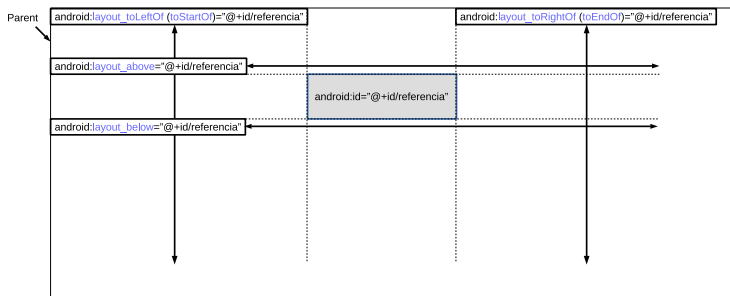 Parent
android:layout_toLeftOf (toStartOf)=”@+id/referencia”
android:layout_toRightOf (toEndOf)=”@+id/referencia”
android:layout_above=”@+id/referencia”
android:id=”@+id/referencia”
android:layout_below=”@+id/referencia”